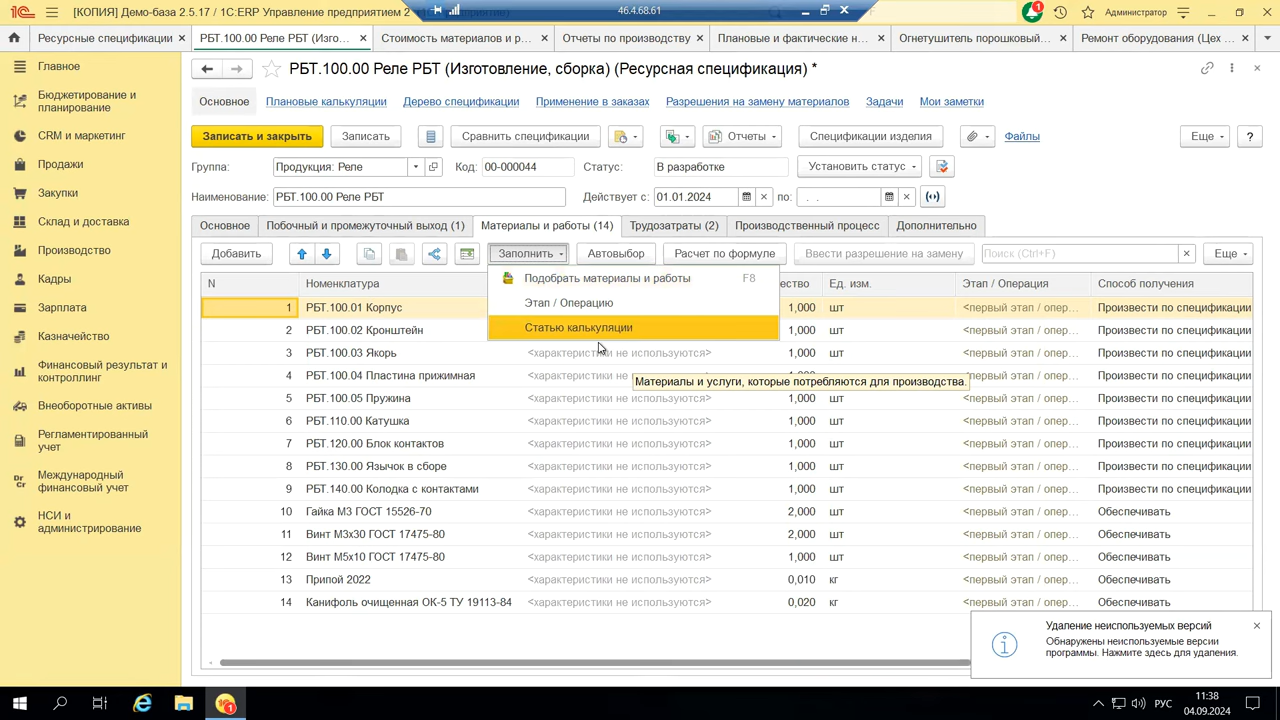 [КОПИЯ] Демо-база 2.5.17 / 1C:ERP Управление предприятием 2
46.4.68.61
1
Администратор
Ресурсные спецификации
РБТ.100.00 Реле РБТ (Изго...
Стоимость материалов и р...
Отчеты по производству
Плановые и фактические н...
Огнетушитель порошковый...
Ремонт оборудования (Цех ...
Главное
Бюджетирование и
планирование
CRM и маркетинг
Продажи
Закупки
Склад и доставка
Производство
Кадры
Зарплата
Казначейство
Финансовый результат и
контроллинг
Внеоборотные активы
Регламентированный
учет
Международный
финансовый учет
НСИ и
администрирование
РБТ.100.00 Реле РБТ (Изготовление, сборка) (Ресурсная спецификация) *
Основное Плановые калькуляции Дерево спецификации Применение в заказах Разрешения на замену материалов Задачи Мои заметки
Записать и закрыть Записать Сравнить спецификации Отчеты Спецификации изделия Файлы Еще ?
Группа: Продукция: Реле Код: 00-000044 Статус: В разработке Установить статус
Наименование: РБТ.100.00 Реле РБТ Действует с: 01.01.2024 по: . .
Основное Побочный и промежуточный выход (1) Материалы и работы (14) Трудозатраты (2) Производственный процесс Дополнительно
Добавить Заполнить Автовыбор Расчет по формуле Ввести разрешение на замену Поиск (Ctrl+F) Еще
Подобрать материалы и работы F8
Этап / Операцию
Статью калькуляции
Материалы и услуги, которые потребляются для производства.
N Номенклатура ество Ед. изм. Этап / Операция Способ получения
1 РБТ.100.01 Корпус 1,000 шт <первый этап / опер... Произвести по спецификации
2 РБТ.100.02 Кронштейн 1,000 шт <первый этап / опер... Произвести по спецификации
3 РБТ.100.03 Якорь <характеристики не используются> 1,000 шт <первый этап / опер... Произвести по спецификации
4 РБТ.100.04 Пластина прижимная <характеристики не 1,000 шт <первый этап / опер... Произвести по спецификации
5 РБТ.100.05 Пружина <характеристики не используются> 1,000 шт <первый этап / опер... Произвести по спецификации
6 РБТ.110.00 Катушка <характеристики не используются> 1,000 шт <первый этап / опер... Произвести по спецификации
7 РБТ.120.00 Блок контактов <характеристики не используются> 1,000 шт <первый этап / опер... Произвести по спецификации
8 РБТ.130.00 Язычок в сборе <характеристики не используются> 1,000 шт <первый этап / опер... Произвести по спецификации
9 РБТ.140.00 Колодка с контактами <характеристики не используются> 1,000 шт <первый этап / опер... Произвести по спецификации
10 Гайка М3 ГОСТ 15526-70 <характеристики не используются> 2,000 шт <первый этап / опер... Обеспечивать
11 Винт М3х30 ГОСТ 17475-80 <характеристики не используются> 2,000 шт <первый этап / опер... Обеспечивать
12 Винт М5х10 ГОСТ 17475-80 <характеристики не используются> 1,000 шт <первый этап / опер... Обеспечивать
13 Припой 2022 <характеристики не используются> 0,010 кг <первый этап / опер... Обеспечивать
14 Канифоль очищенная ОК-5 ТУ 19113-84 <характеристики не используются> 0,020 кг <первый этап / опер... Обеспечивать
Удаление неиспользуемых версий
Обнаружены неиспользуемые версии
программы. Нажмите здесь для удаления.
РУС
11:38
04.09.2024